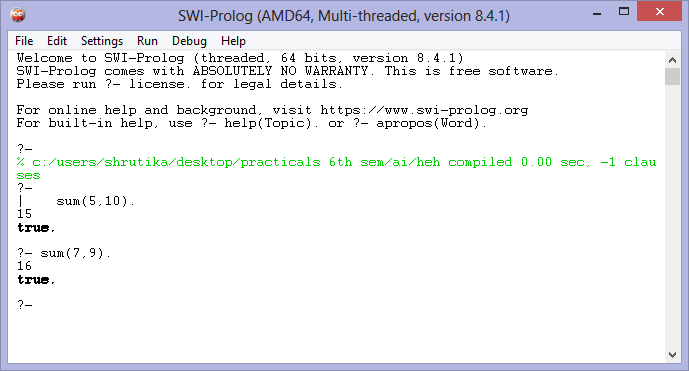 SWI-Prolog (AMD64, Multi-threaded, version 8.4.1)
File Edit Settings Run Debug Help
Welcome to SWI-Prolog (threaded, 64 bits, version 8.4.1)
SWI-Prolog comes with ABSOLUTELY NO WARRANTY. This is free software.
Please run ?- license. for legal details.
For online help and background, visit https://www.swi-prolog.org
For built-in help, use ?- help(Topic). or ?- apropos(Word).
?-
% c:/users/shrutika/desktop/practicals 6th sem/ai/heh compiled 0.00 sec, -1 clau
ses
?-
|    sum(5,10).
15
true.
?- sum(7,9).
16
true.
?-